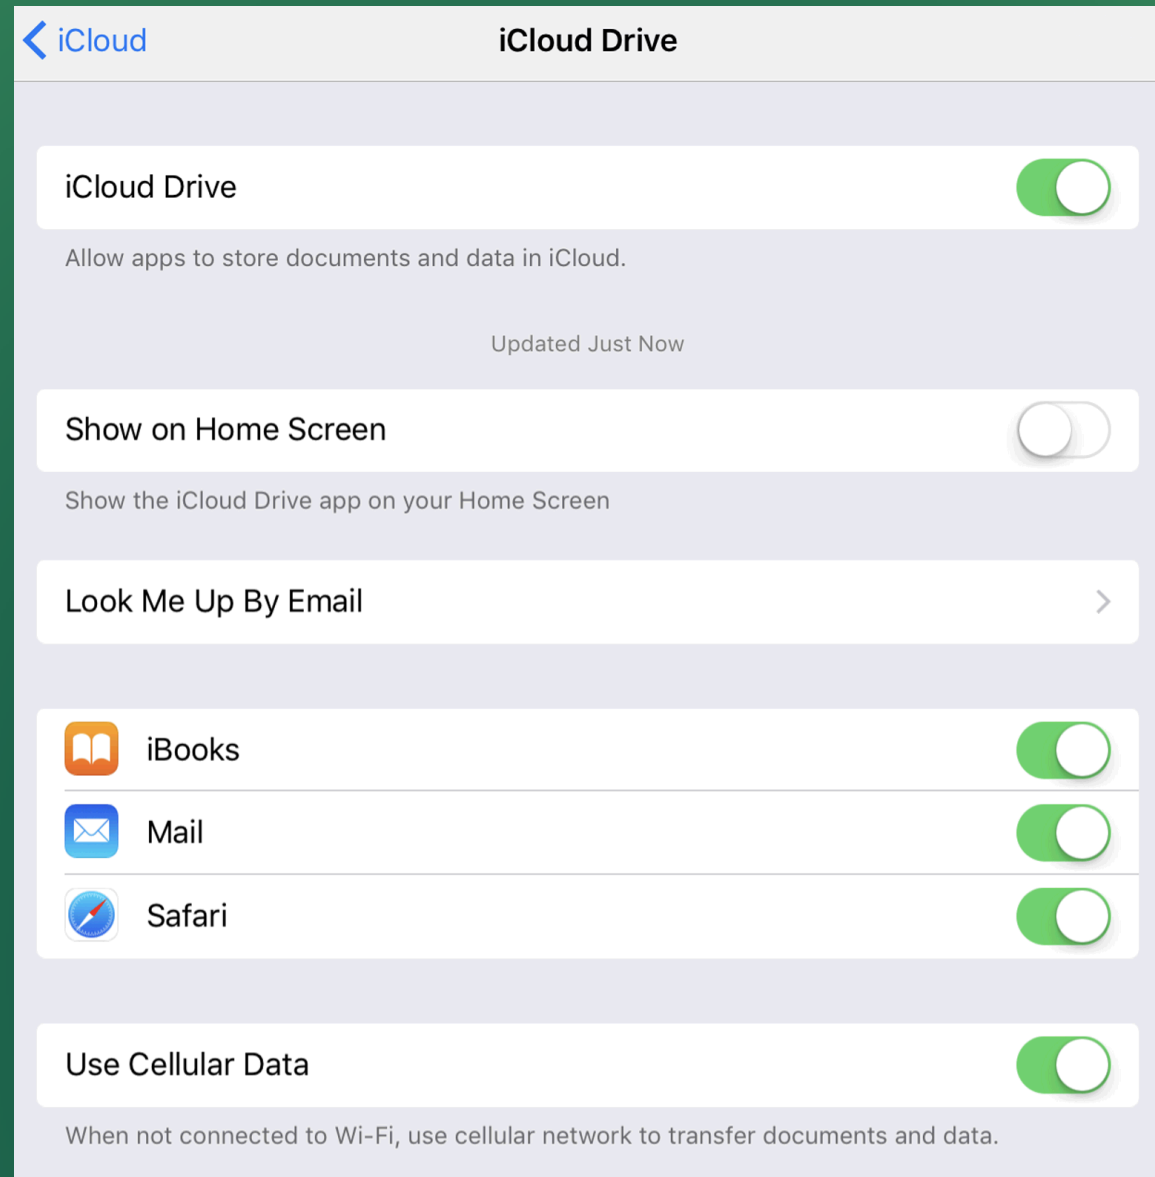 iCloud
iCloud Drive
iCloud Drive
Allow apps to store documents and data in iCloud.
Updated Just Now
Show on Home Screen
Show the iCloud Drive app on your Home Screen
Look Me Up By Email
iBooks
Mail
Safari
Use Cellular Data
When not connected to Wi-Fi, use cellular network to transfer documents and data.